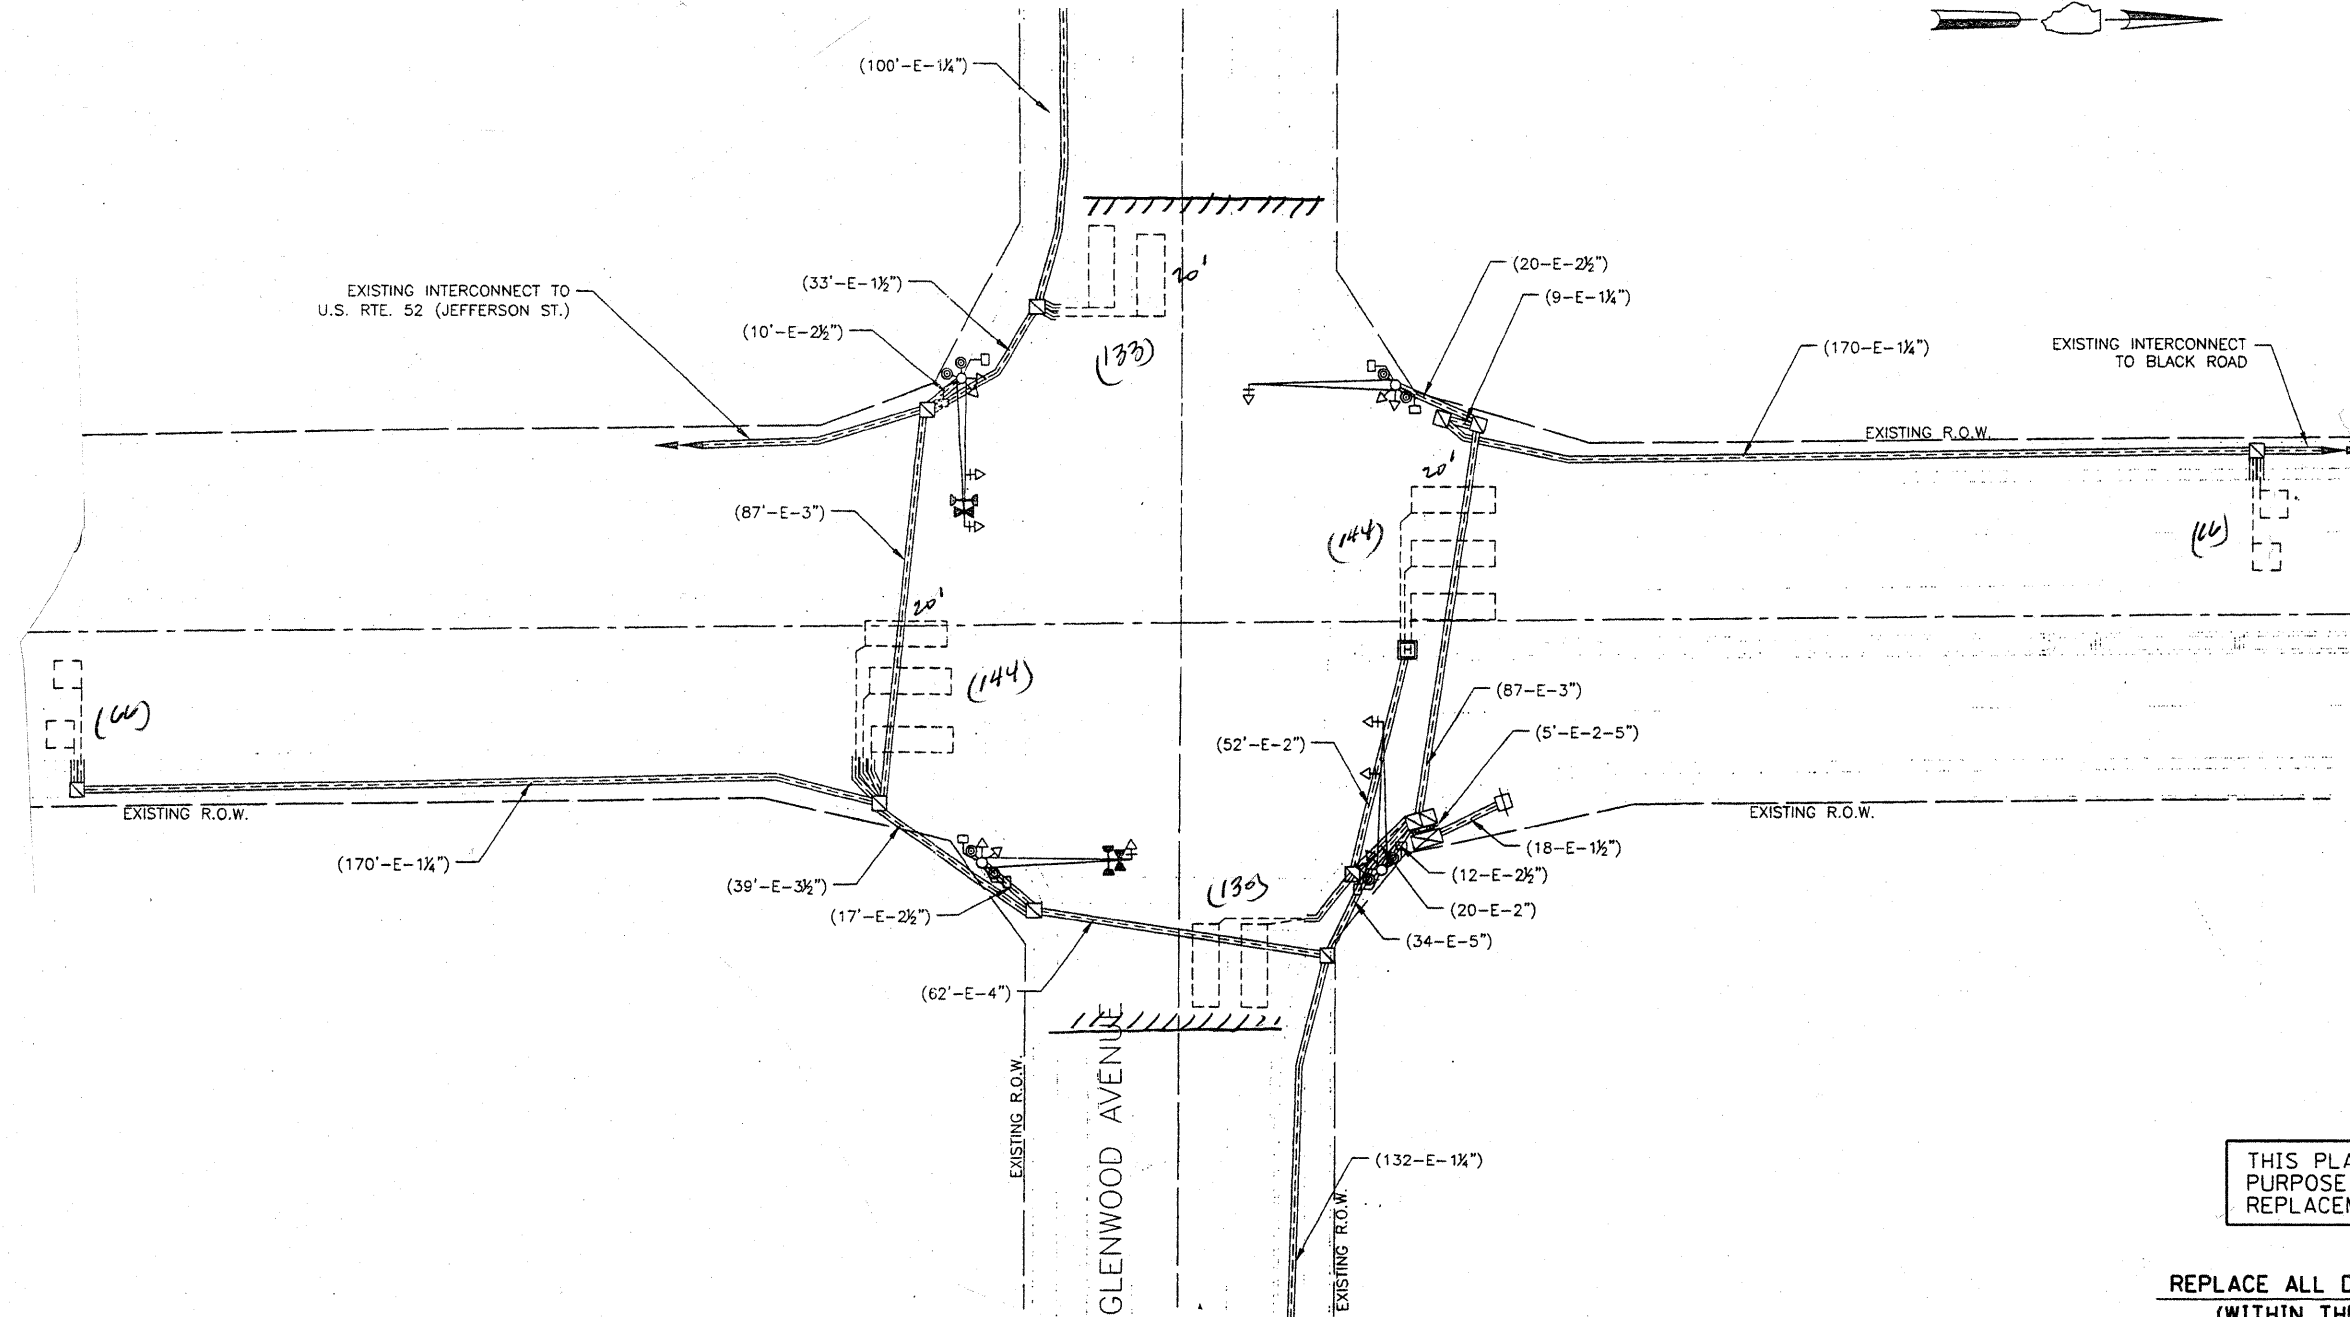 (100'-E-1¼")
(33'-E-1½")
20'
(20-E-2½")
EXISTING INTERCONNECT TO
U.S. RTE. 52 (JEFFERSON ST.)
(9-E-1¼")
(10'-E-2½")
(133)
(170-E-1¼")
EXISTING INTERCONNECT
TO BLACK ROAD
EXISTING R.O.W.
20'
(87'-E-3")
(144)
(66)
20'
(144)
(66)
(87-E-3")
(52'-E-2")
(5'-E-2-5")
EXISTING R.O.W.
EXISTING R.O.W.
(170'-E-1¼")
(18-E-1½")
(39'-E-3½")
(130)
(12-E-2½")
(17'-E-2½")
(20-E-2")
(34-E-5")
(62'-E-4")
H
GLENWOOD AVENUE
EXISTING R.O.W.
EXISTING R.O.W.
(132-E-1¼")
THIS PLA
PURPOSE
REPLACEM
REPLACE ALL D
(WITHIN TH